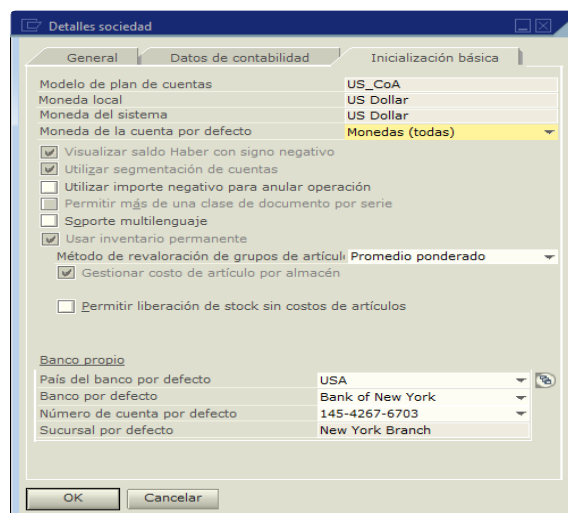 Detalles sociedad
General Datos de contabilidad Inicialización básica
Modelo de plan de cuentas US_CoA
Moneda local US Dollar
Moneda del sistema US Dollar
Moneda de la cuenta por defecto Monedas (todas)
Visualizar saldo Haber con signo negativo
Utilizar segmentación de cuentas
Utilizar importe negativo para anular operación
Permitir más de una clase de documento por serie
Soporte multilenguaje
Usar inventario permanente
Método de revaloración de grupos de artícul Promedio ponderado
Gestionar costo de artículo por almacén
Permitir liberación de stock sin costos de artículos
Banco propio
País del banco por defecto USA
Banco por defecto Bank of New York
Número de cuenta por defecto 145-4267-6703
Sucursal por defecto New York Branch
OK Cancelar